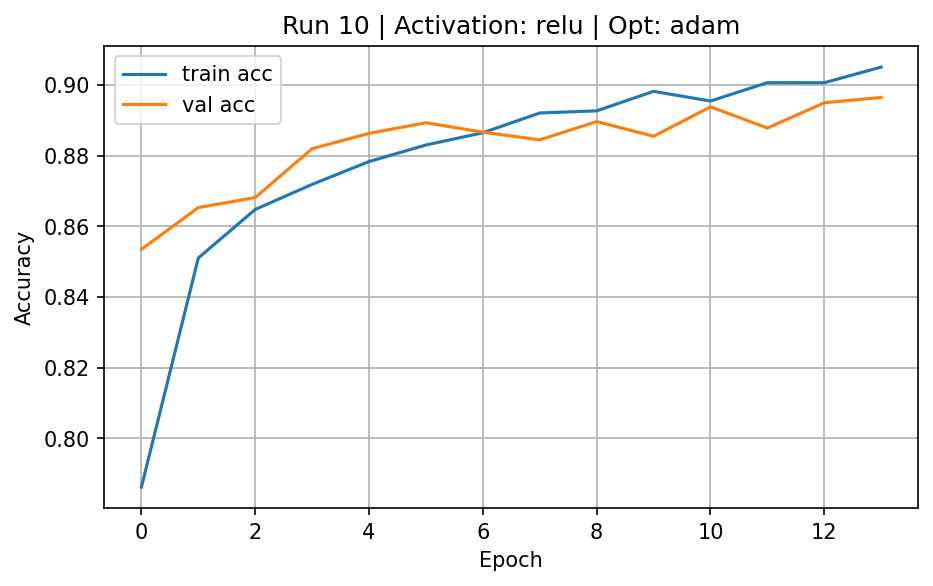 Run 10 | Activation: relu | Opt: adam
train acc
val acc
0.90
0.88
0.86
0.84
0.82
0.80
Accuracy
0 2 4 6 8 10 12
Epoch